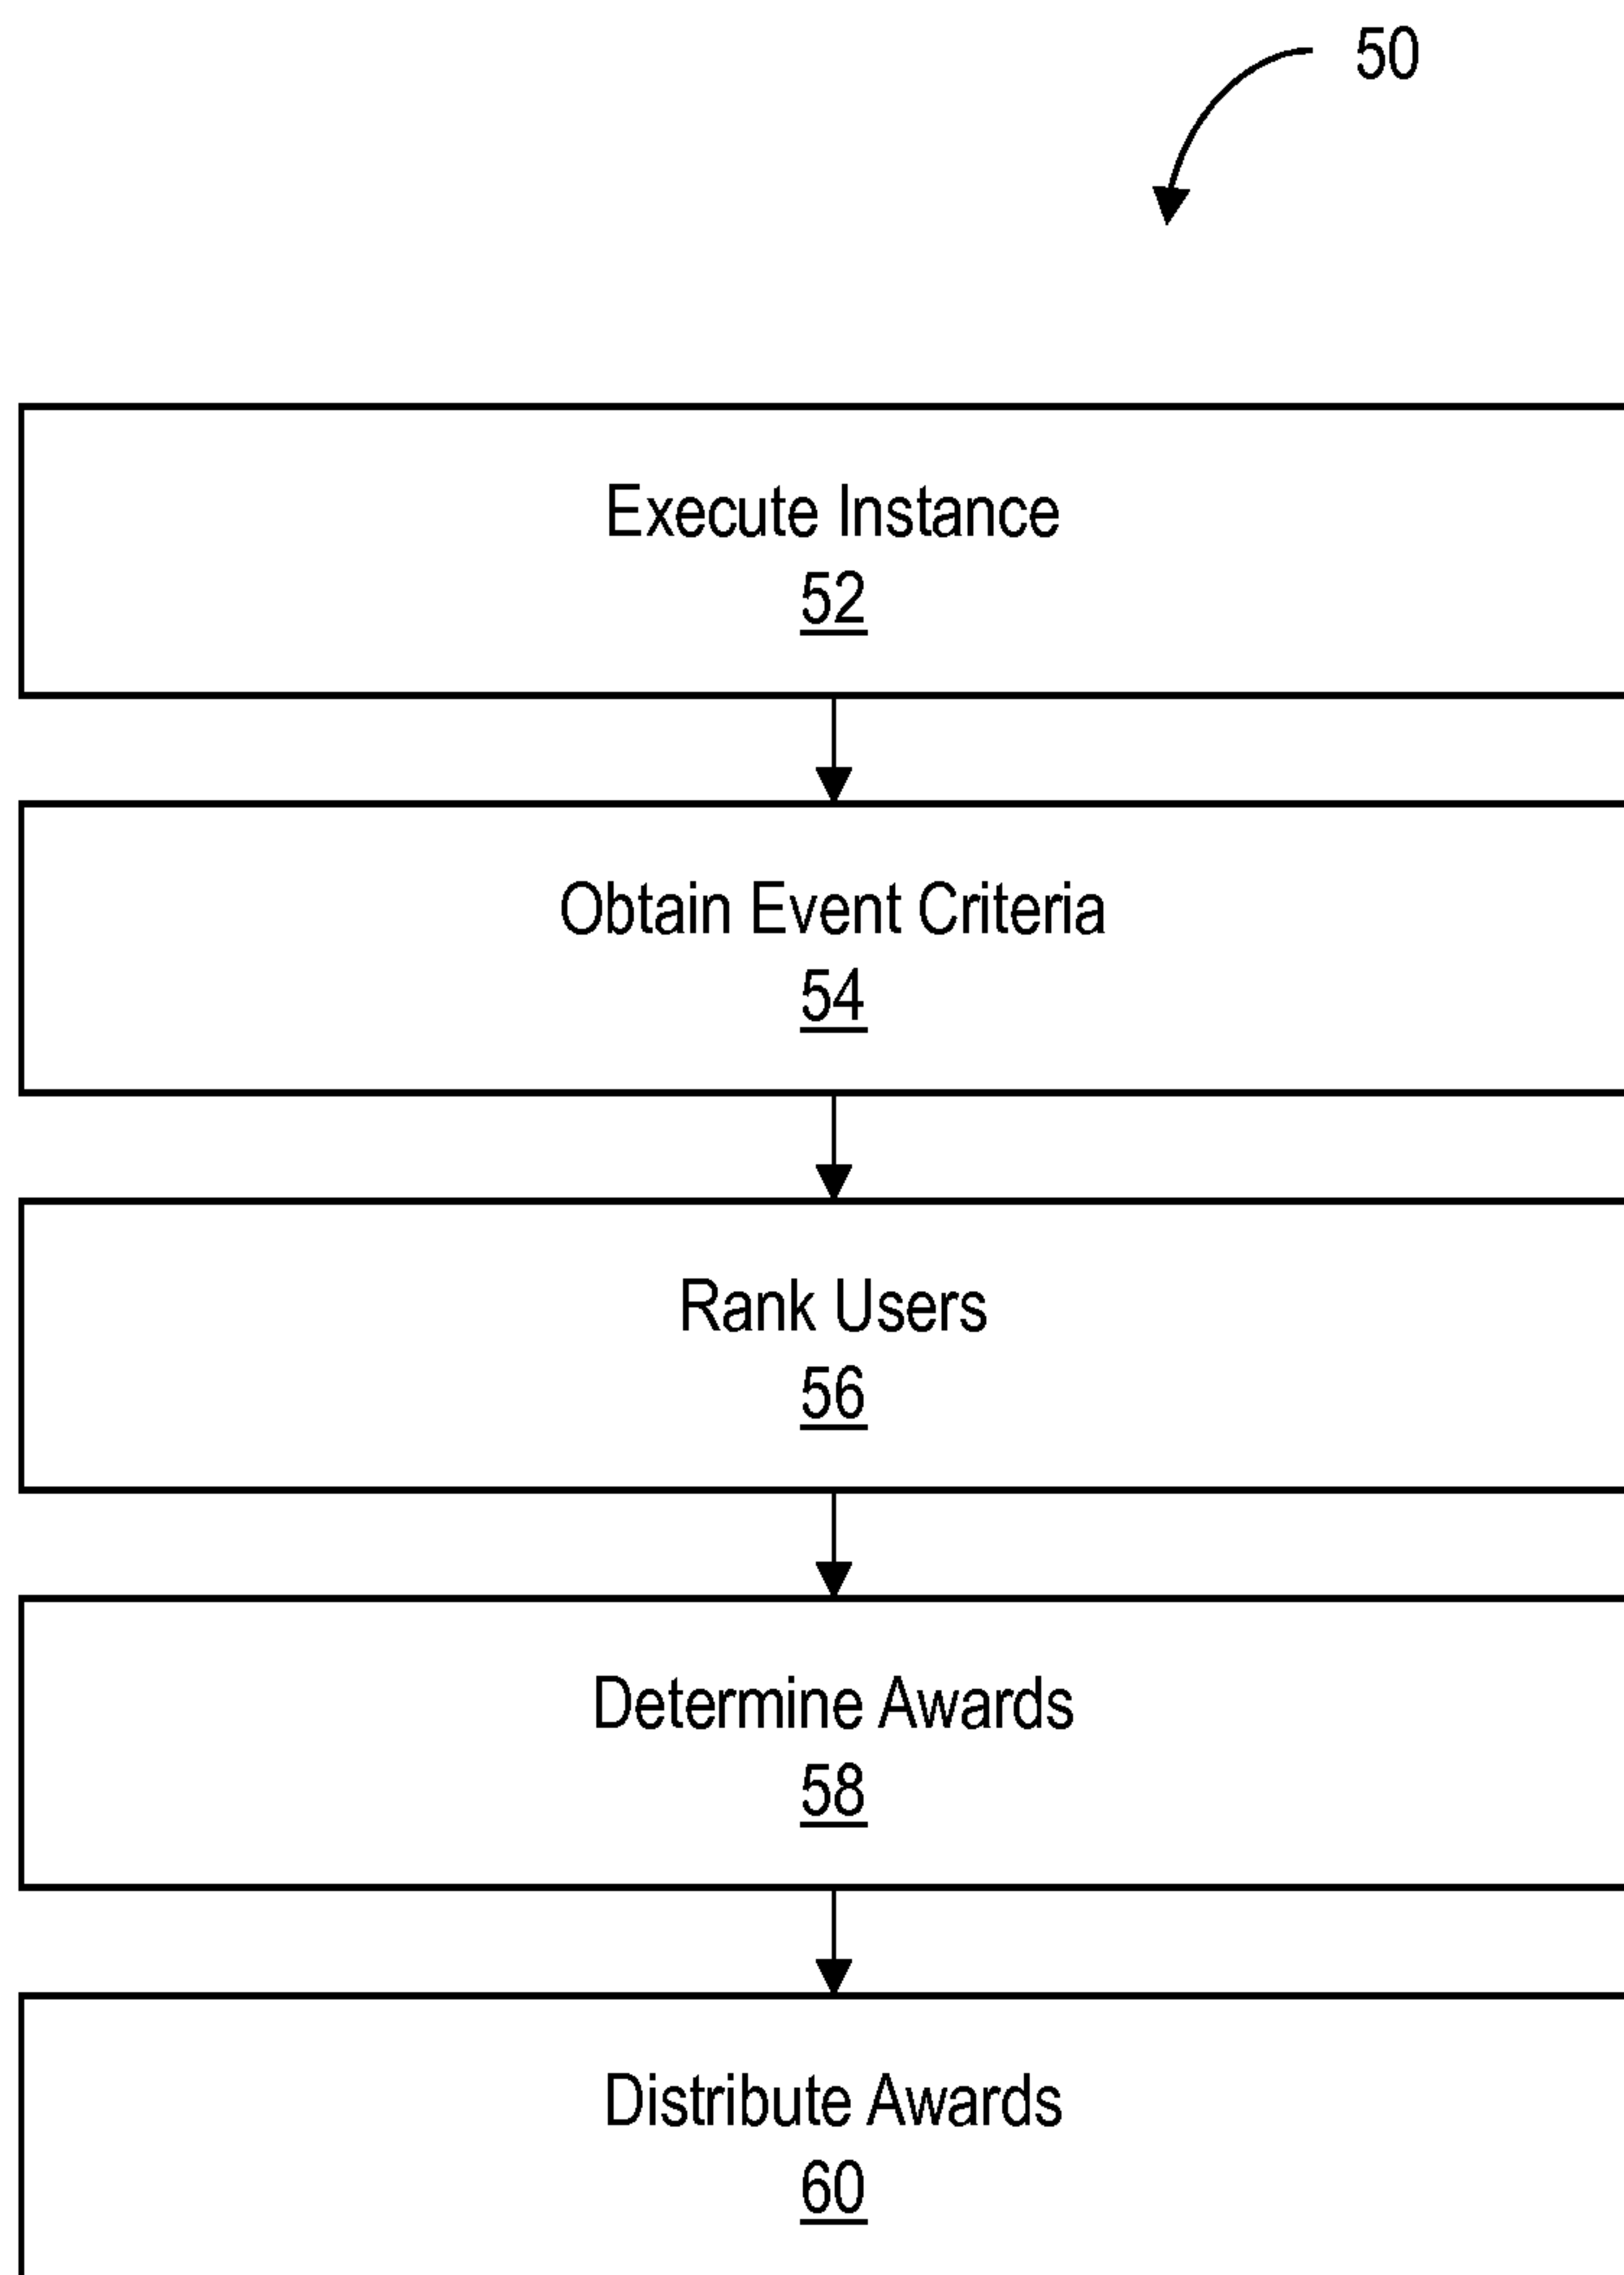 50
Execute Instance
52
Obtain Event Criteria
54
Rank Users
56
Determine Awards
58
Distribute Awards
60